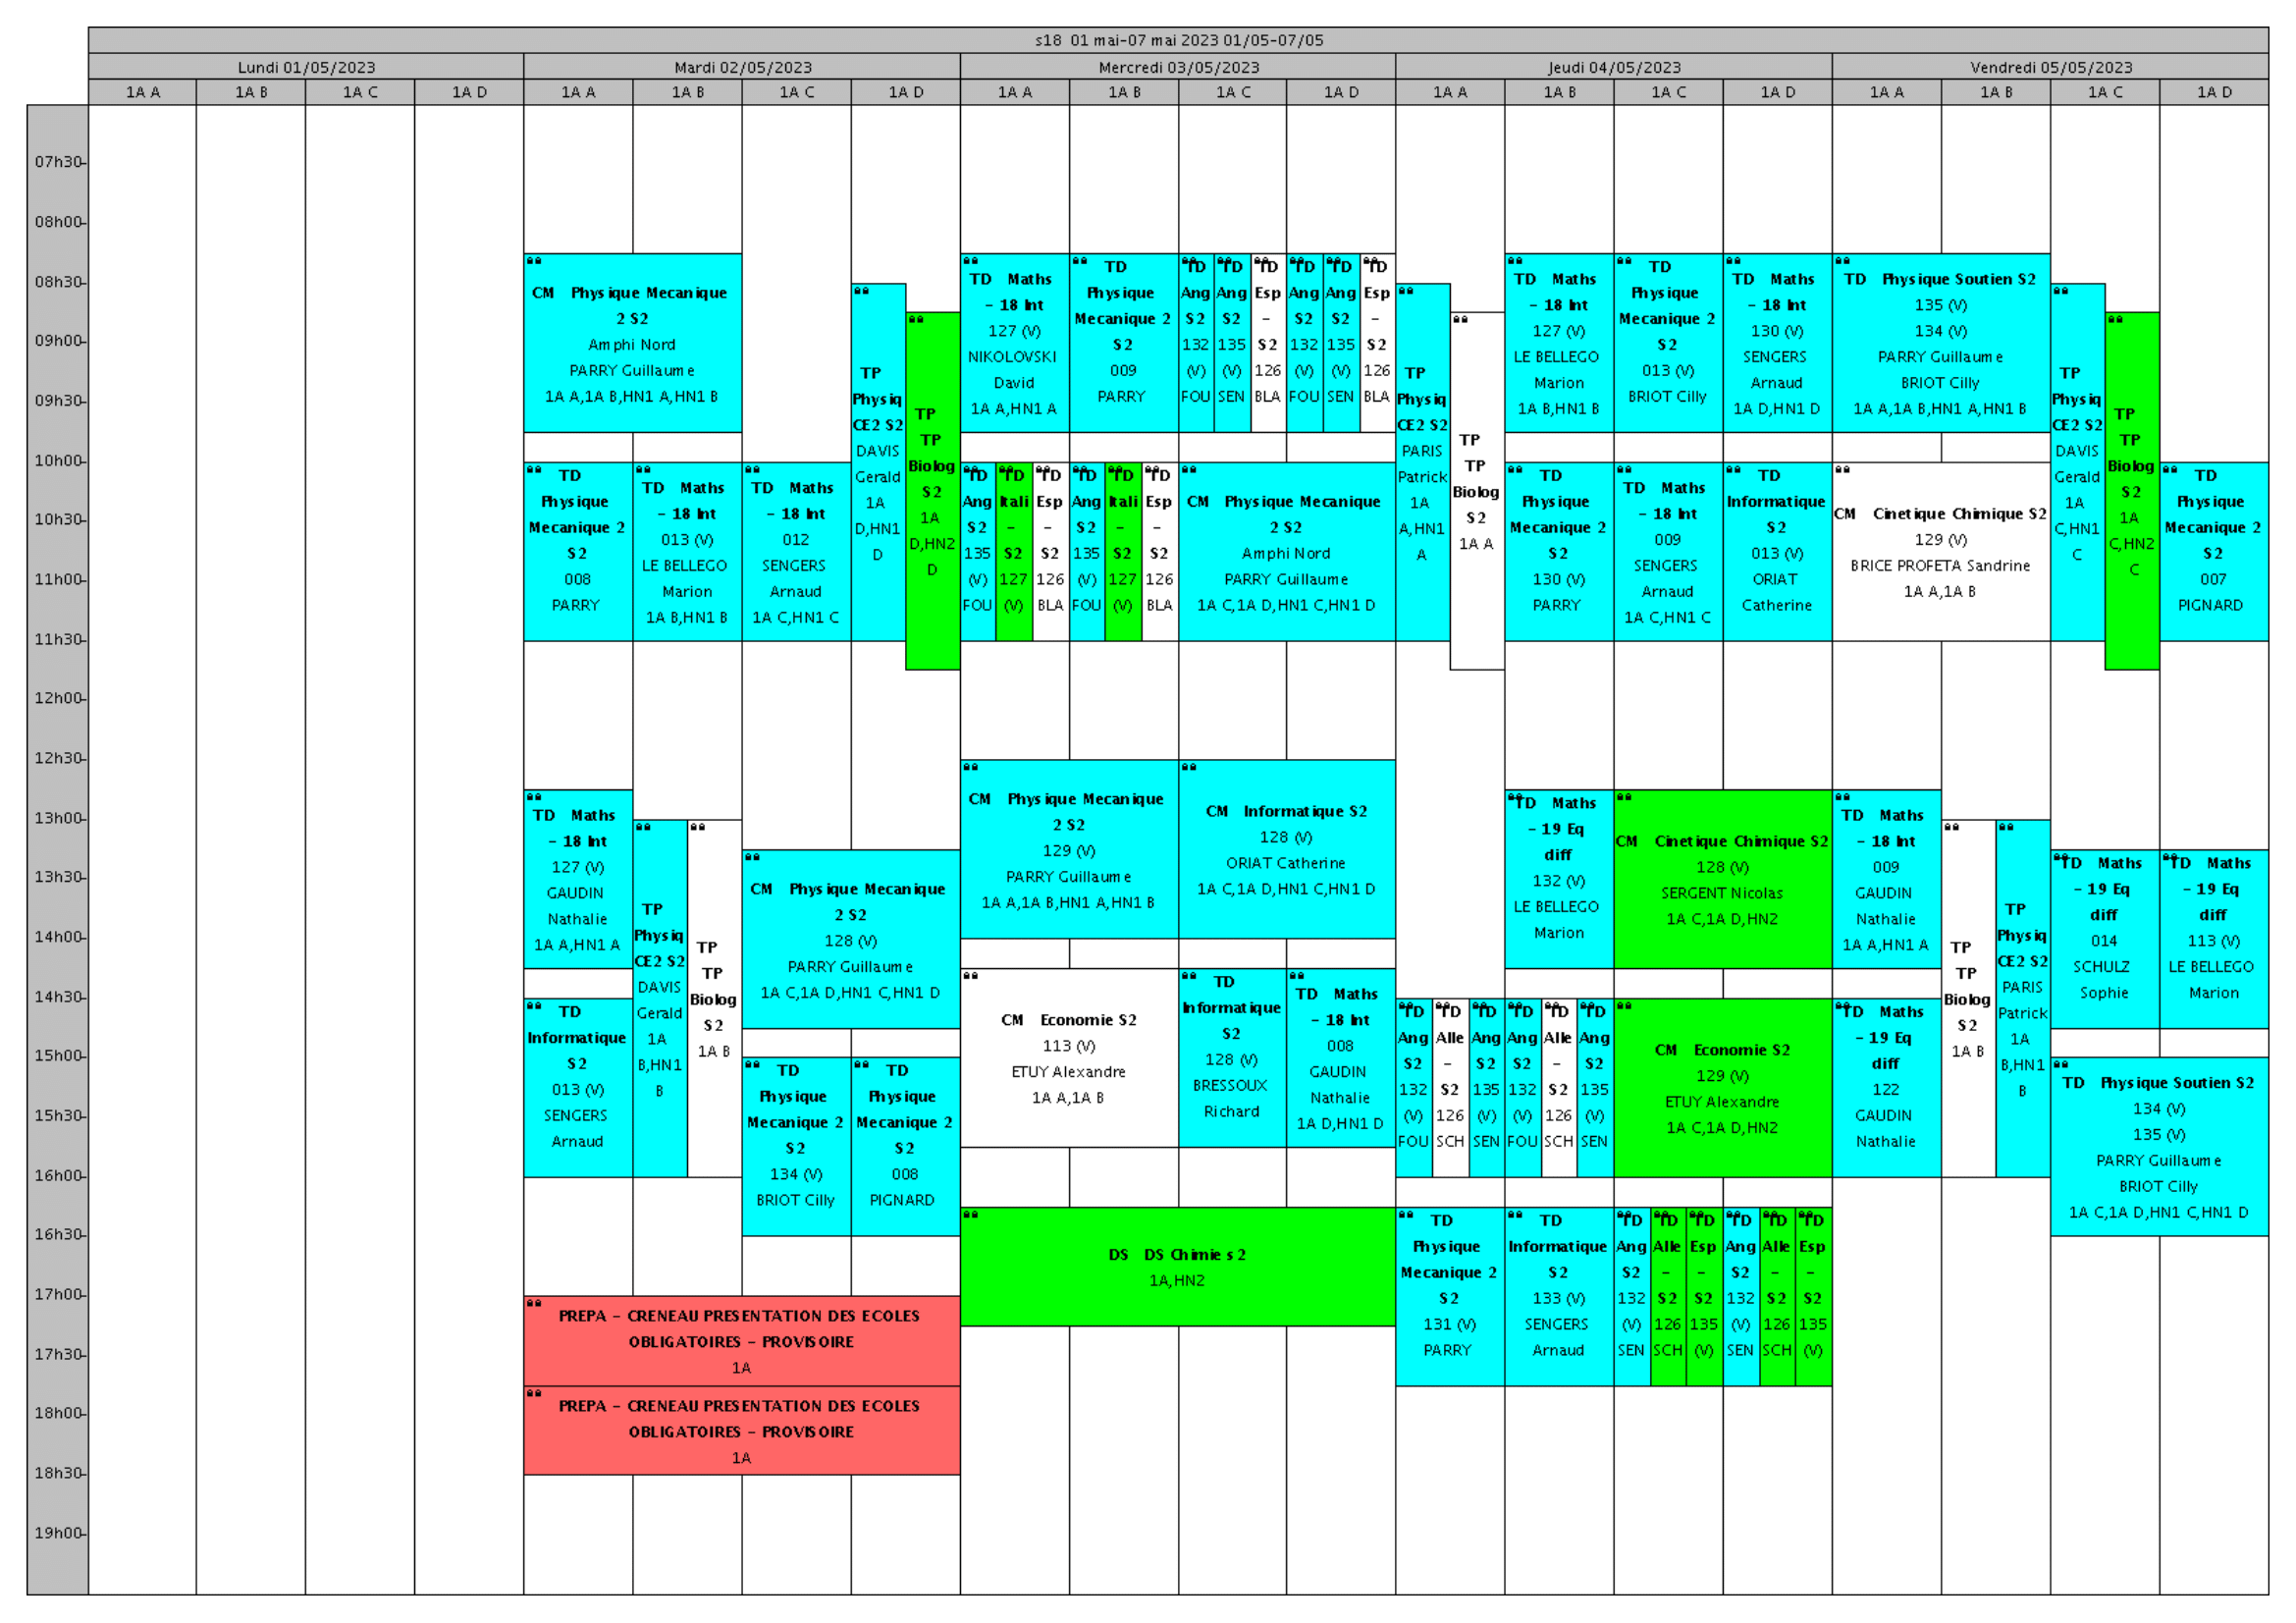 s18 01 mai-07 mai 2023 01/05-07/05
Lundi 01/05/2023
Mardi 02/05/2023
Mercredi 03/05/2023
Jeudi 04/05/2023
Vendredi 05/05/2023
1A A
1A B
1A C
1A D
1A A
1A B
1A C
1A D
1A A
1A B
1A C
1A D
1A A
1A B
1A C
1A D
1A A
1A B
1A C
1A D
07h30
08h00
08h30
09h00
09h30
10h00
10h30
11h00
11h30
12h00
12h30
13h00
13h30
14h00
14h30
15h00
15h30
16h00
16h30
17h00
17h30
18h00
18h30
19h00
CM Physique Mecanique
2 S2
Amphi Nord
PARRY Guillaume
1A A,1A B,HN1 A,HN1 B
TD
Physique
Mecanique 2
S2
008
PARRY
TD Maths
- 18 Int
013 (V)
LE BELLEGO
Marion
1A B,HN1 B
TD Maths
- 18 Int
012
SENGERS
Arnaud
1A C,HN1 C
TP
Physiq
CE2 S2
DAVIS
Gerald
1A
D,HN1
D
TP
TP
Biolog
S2
1A
D,HN2
D
TD Maths
- 18 Int
127 (V)
GAUDIN
Nathalie
1A A,HN1 A
TD
Informatique
S2
013 (V)
SENGERS
Arnaud
TP
Physiq
CE2 S2
DAVIS
Gerald
1A
B,HN1
B
TP
TP
Biolog
S2
1A B
CM Physique Mecanique
2 S2
128 (V)
PARRY Guillaume
1A C,1A D,HN1 C,HN1 D
TD
Physique
Mecanique 2
S2
134 (V)
BRIOT Cilly
TD
Physique
Mecanique 2
S2
008
PIGNARD
PREPA - CRENEAU PRESENTATION DES ECOLES
OBLIGATOIRES - PROVISOIRE
1A
PREPA - CRENEAU PRESENTATION DES ECOLES
OBLIGATOIRES - PROVISOIRE
1A
TD Maths
- 18 Int
127 (V)
NIKOLOVSKI
David
1A A,HN1 A
TD
Physique
Mecanique 2
S2
009
PARRY
TD
Ang
S2
132
(V)
FOU
TD
Ang
S2
135
(V)
SEN
TD
Esp
-
S2
126
BLA
TD
Ang
S2
132
(V)
FOU
TD
Ang
S2
135
(V)
SEN
TD
Esp
-
S2
126
BLA
TD
Ang
S2
135
(V)
FOU
TD
Itali
-
S2
127
(V)
TD
Esp
-
S2
126
BLA
TD
Ang
S2
135
(V)
FOU
TD
Itali
-
S2
127
(V)
TD
Esp
-
S2
126
BLA
CM Physique Mecanique
2 S2
Amphi Nord
PARRY Guillaume
1A C,1A D,HN1 C,HN1 D
CM Physique Mecanique
2 S2
129 (V)
PARRY Guillaume
1A A,1A B,HN1 A,HN1 B
CM Informatique S2
128 (V)
ORIAT Catherine
1A C,1A D,HN1 C,HN1 D
CM Economie S2
113 (V)
ETUY Alexandre
1A A,1A B
TD
Informatique
S2
128 (V)
BRESSOUX
Richard
TD Maths
- 18 Int
008
GAUDIN
Nathalie
1A D,HN1 D
DS DS Chimie s2
1A,HN2
TP
Physiq
CE2 S2
PARIS
Patrick
1A
A,HN1
A
TP
TP
Biolog
S2
1A A
TD Maths
- 18 Int
127 (V)
LE BELLEGO
Marion
1A B,HN1 B
TD
Physique
Mecanique 2
S2
013 (V)
BRIOT Cilly
TD Maths
- 18 Int
130 (V)
SENGERS
Arnaud
1A D,HN1 D
TD
Physique
Mecanique 2
S2
130 (V)
PARRY
TD Maths
- 18 Int
009
SENGERS
Arnaud
1A C,HN1 C
TD
Informatique
S2
013 (V)
ORIAT
Catherine
TD Maths
- 19 Eq
diff
132 (V)
LE BELLEGO
Marion
CM Cinetique Chimique S2
128 (V)
SERGENT Nicolas
1A C,1A D,HN2
TD
Ang
S2
132
(V)
FOU
TD
Alle
-
S2
126
SCH
TD
Ang
S2
135
(V)
SEN
TD
Ang
S2
132
(V)
FOU
TD
Alle
-
S2
126
SCH
TD
Ang
S2
135
(V)
SEN
CM Economie S2
129 (V)
ETUY Alexandre
1A C,1A D,HN2
TD
Physique
Mecanique 2
S2
131 (V)
PARRY
TD
Informatique
S2
133 (V)
SENGERS
Arnaud
TD
Ang
S2
132
(V)
SEN
TD
Alle
-
S2
126
SCH
TD
Esp
-
S2
135
(V)
TD
Ang
S2
132
(V)
SEN
TD
Alle
-
S2
126
SCH
TD
Esp
-
S2
135
(V)
TD Physique Soutien S2
135 (V)
134 (V)
PARRY Guillaume
BRIOT Cilly
1A A,1A B,HN1 A,HN1 B
CM Cinetique Chimique S2
129 (V)
BRICE PROFETA Sandrine
1A A,1A B
TP
Physiq
CE2 S2
DAVIS
Gerald
1A
C,HN1
C
TP
TP
Biolog
S2
1A
C,HN2
C
TD
Physique
Mecanique 2
S2
007
PIGNARD
TD Maths
- 18 Int
009
GAUDIN
Nathalie
1A A,HN1 A
TD Maths
- 19 Eq
diff
122
GAUDIN
Nathalie
TP
TP
Biolog
S2
1A B
TP
Physiq
CE2 S2
PARIS
Patrick
1A
B,HN1
B
TD Maths
- 19 Eq
diff
014
SCHULZ
Sophie
TD Maths
- 19 Eq
diff
113 (V)
LE BELLEGO
Marion
TD Physique Soutien S2
134 (V)
135 (V)
PARRY Guillaume
BRIOT Cilly
1A C,1A D,HN1 C,HN1 D